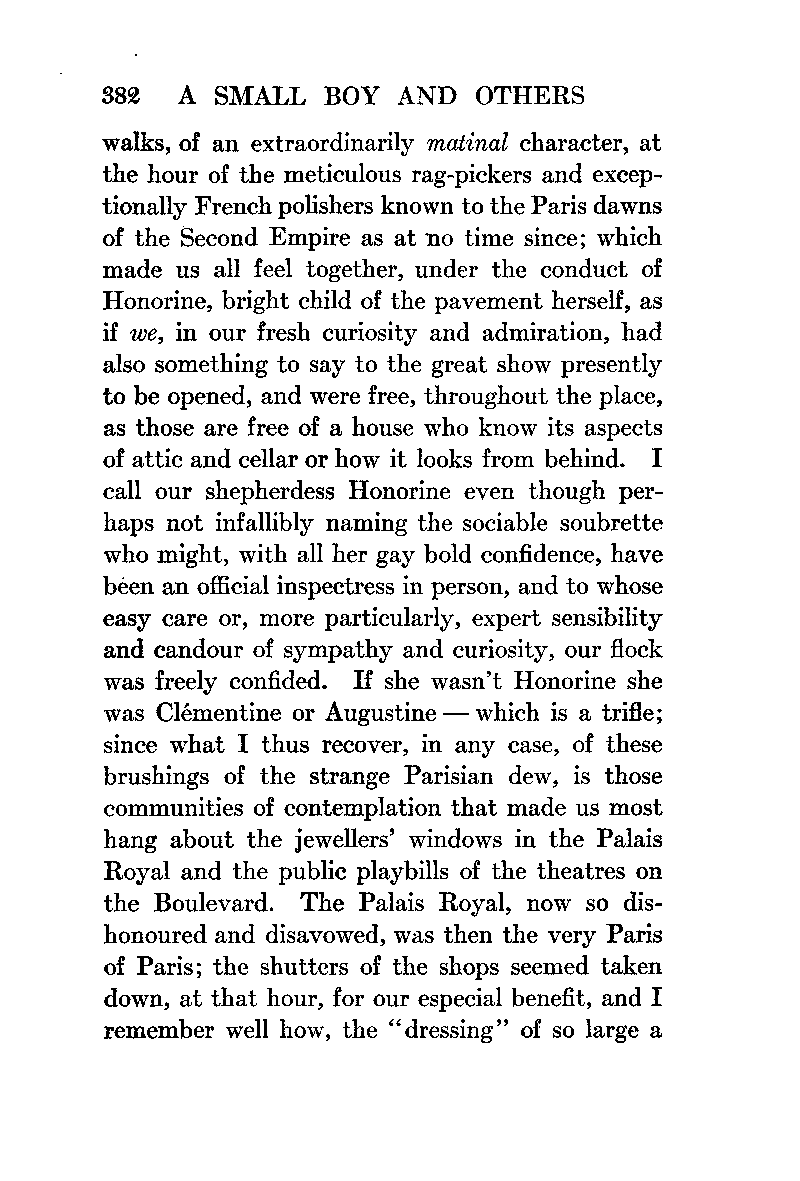 382 A SMALL BOY AND OTHERS
walks, of an extraordinarily matinal character, at
the hour of the meticulous rag-pickers and excep-
tionally French polishers known to the Paris dawns
of the Second Empire as at no time since; which
made us all feel together, under the conduct of
Honorine, bright child of the pavement herself, as
if we, in our fresh curiosity and admiration, had
also something to say to the great show presently
to be opened, and were free, throughout the place,
as those are free of a house who know its aspects
of attic and cellar or how it looks from behind. I
call our shepherdess Honorine even though per-
haps not infallibly naming the sociable soubrette
who might, with all her gay bold confidence, have
been an official inspectress in person, and to whose
easy care or, more particularly, expert sensibility
and candour of sympathy and curiosity, our flock
was freely confided. If she wasn't Honorine she
was Clémentine or Augustine — which is a trifle;
since what I thus recover, in any case, of these
brushings of the strange Parisian dew, is those
communities of contemplation that made us most
hang about the jewellers' windows in the Palais
Royal and the public playbills of the theatres on
the Boulevard. The Palais Royal, now so dis-
honoured and disavowed, was then the very Paris
of Paris; the shutters of the shops seemed taken
down, at that hour, for our especial benefit, and I
remember well how, the "dressing" of so large a